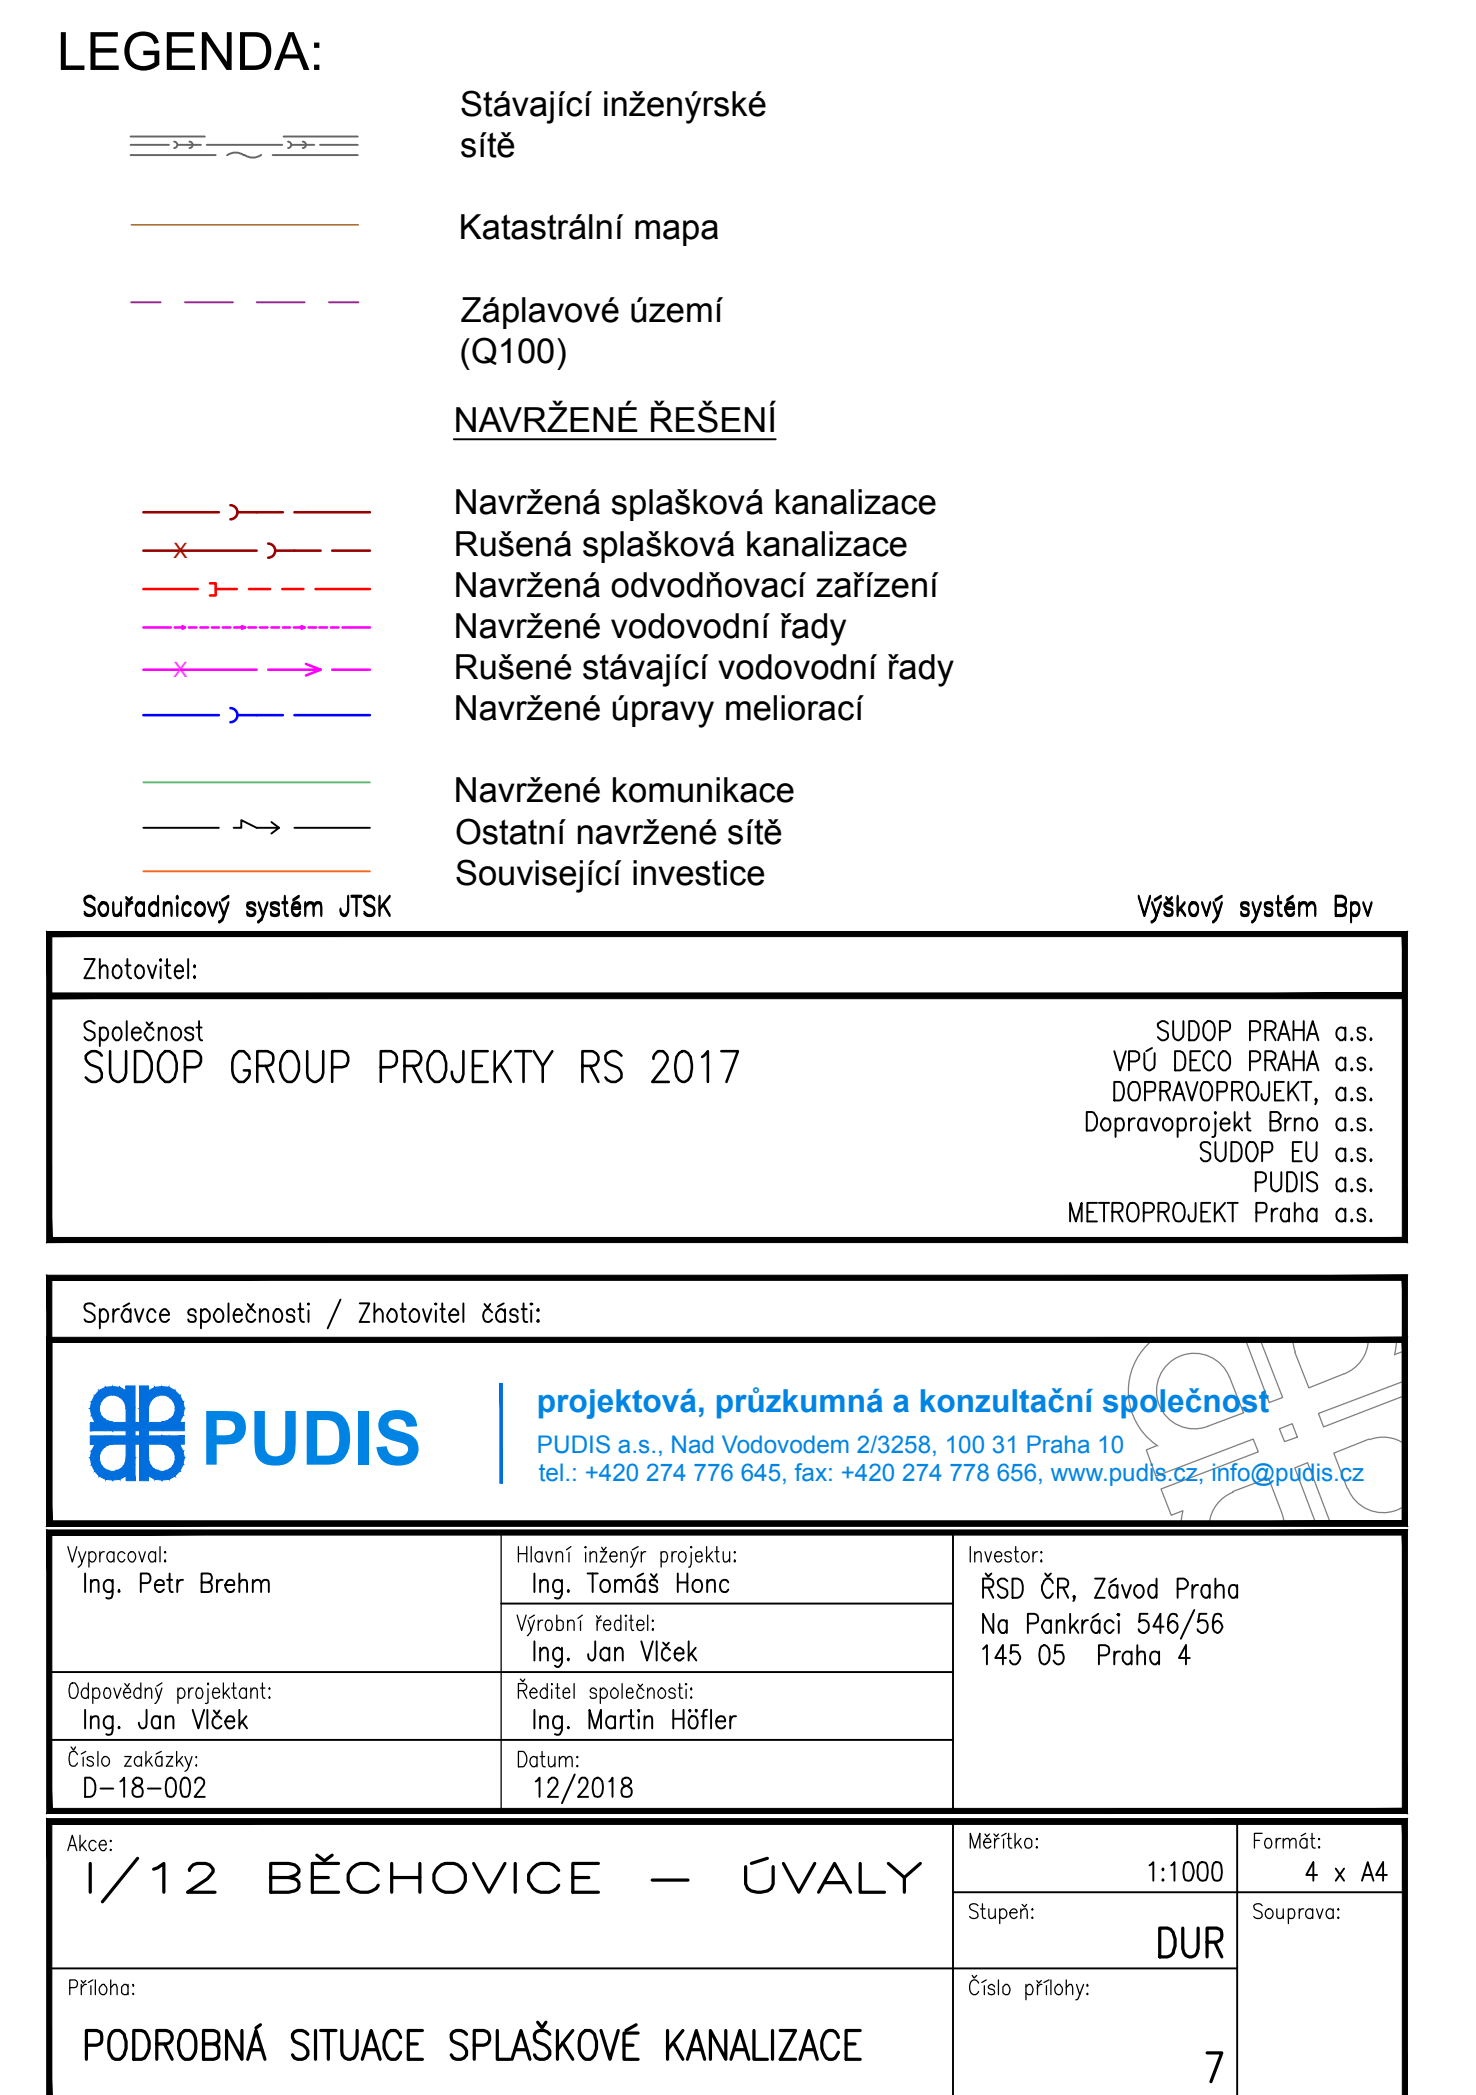 LEGENDA:
Stávající inženýrské
sítě
Katastrální mapa
Záplavové území
(Q100)
NAVRŽENÉ ŘEŠENÍ
Navržená splašková kanalizace
Rušená splašková kanalizace
Navržená odvodňovací zařízení
Navržené vodovodní řady
Rušené stávající vodovodní řady
Navržené úpravy meliorací
Navržené komunikace
Ostatní navržené sítě
Související investice
Souřadnicový systém JTSK
Výškový systém Bpv
Zhotovitel:
Společnost
SUDOP GROUP PROJEKTY RS 2017
SUDOP PRAHA a.s.
VPÚ DECO PRAHA a.s.
DOPRAVOPROJEKT, a.s.
Dopravoprojekt Brno a.s.
SUDOP EU a.s.
PUDIS a.s.
METROPROJEKT Praha a.s.
Správce společnosti / Zhotovitel části:
PUDIS
projektová, průzkumná a konzultační společnost
PUDIS a.s., Nad Vodovodem 2/3258, 100 31 Praha 10
tel.: +420 274 776 645, fax: +420 274 778 656, www.pudis.cz, info@pudis.cz
Vypracoval:
Ing. Petr Brehm
Hlavní inženýr projektu:
Ing. Tomáš Honc
Výrobní ředitel:
Ing. Jan Vlček
Investor:
ŘSD ČR, Závod Praha
Na Pankráci 546/56
145 05 Praha 4
Odpovědný projektant:
Ing. Jan Vlček
Ředitel společnosti:
Ing. Martin Höfler
Číslo zakázky:
D-18-002
Datum:
12/2018
Akce:
I/12 BĚCHOVICE – ÚVALY
Měřítko:
1:1000
Formát:
4 x A4
Stupeň:
DUR
Souprava:
Příloha:
PODROBNÁ SITUACE SPLAŠKOVÉ KANALIZACE
Číslo přílohy:
7